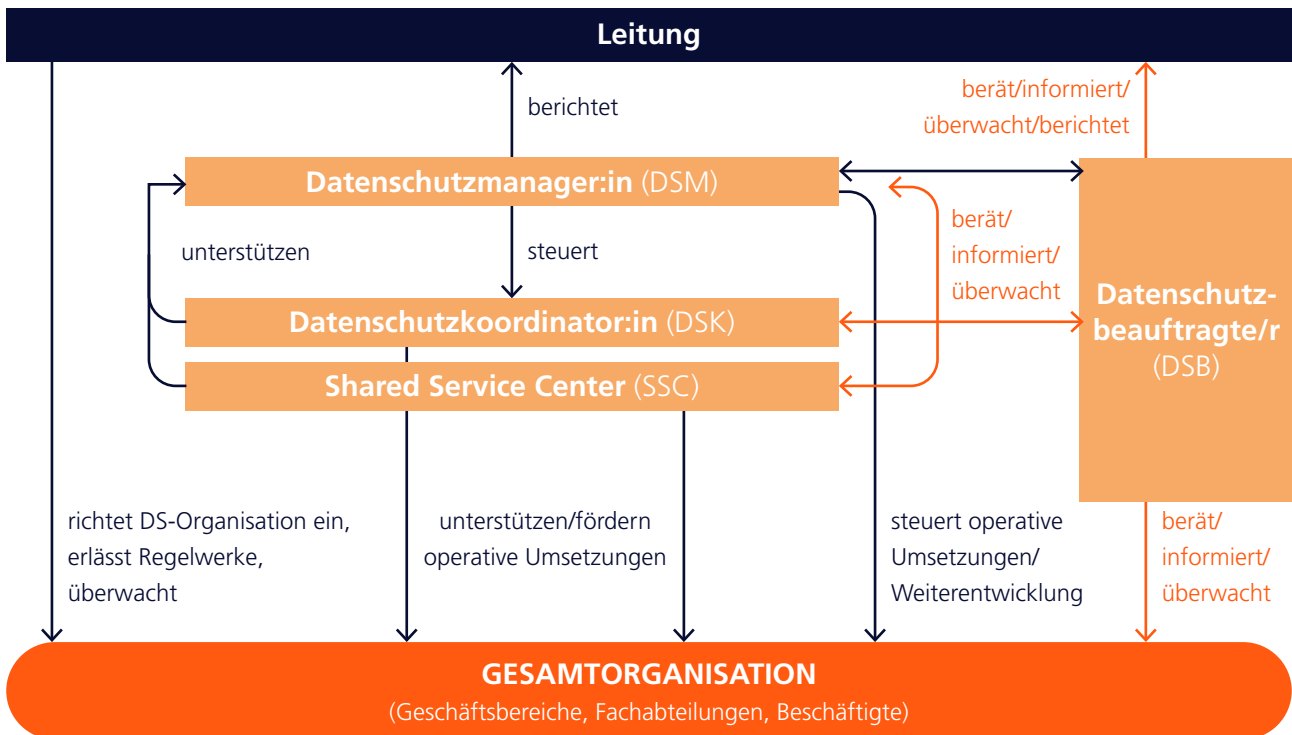 Leitung
berichtet
berät/informiert/
überwacht/berichtet
Datenschutzmanager:in (DSM)
unterstützen
steuert
berät/
informiert/
überwacht
Datenschutzkoordinator:in (DSK)
Shared Service Center (SSC)
Datenschutz-
beauftragte/r
(DSB)
richtet DS-Organisation ein,
erlässt Regelwerke,
überwacht
unterstützen/fördern
operative Umsetzungen
steuert operative
Umsetzungen/
Weiterentwicklung
berät/
informiert/
überwacht
GESAMTORGANISATION
(Geschäftsbereiche, Fachabteilungen, Beschäftigte)